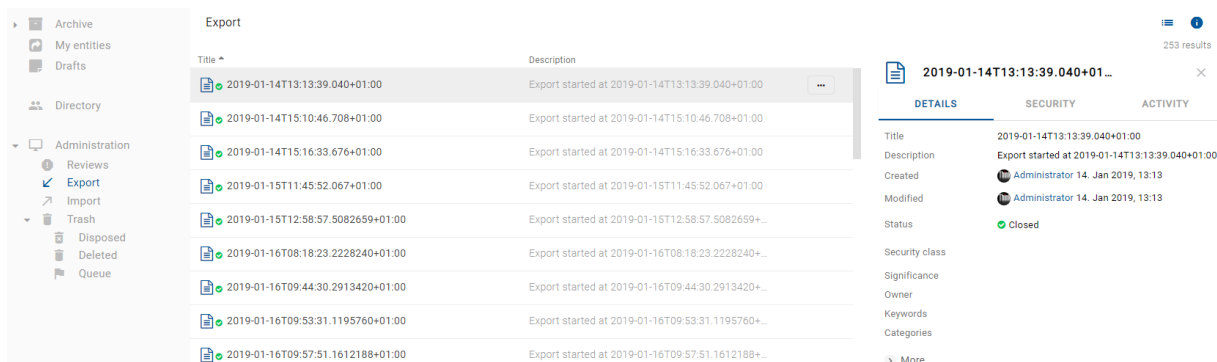 Archive
My entities
Drafts
Directory
Administration
Reviews
Export
Import
Trash
Disposed
Deleted
Queue
Export
253 results
Title Description
2019-01-14T13:13:39.040+01:00 Export started at 2019-01-14T13:13:39.040+01:00 ...
2019-01-14T15:10:46.708+01:00 Export started at 2019-01-14T15:10:46.708+01:00
2019-01-14T15:16:33.676+01:00 Export started at 2019-01-14T15:16:33.676+01:00
2019-01-15T11:45:52.067+01:00 Export started at 2019-01-15T11:45:52.067+01:00
2019-01-15T12:58:57.5082659+01:00 Export started at 2019-01-15T12:58:57.5082659+...
2019-01-16T08:18:23.2228240+01:00 Export started at 2019-01-16T08:18:23.2228240+...
2019-01-16T09:44:30.2913420+01:00 Export started at 2019-01-16T09:44:30.2913420+...
2019-01-16T09:53:31.1195760+01:00 Export started at 2019-01-16T09:53:31.1195760+...
2019-01-16T09:57:51.1612188+01:00 Export started at 2019-01-16T09:57:51.1612188+...
2019-01-14T13:13:39.040+01...
DETAILS SECURITY ACTIVITY
Title 2019-01-14T13:13:39.040+01:00
Description Export started at 2019-01-14T13:13:39.040+01:00
Created Administrator 14. Jan 2019, 13:13
Modified Administrator 14. Jan 2019, 13:13
Status Closed
Security class
Significance
Owner
Keywords
Categories
More